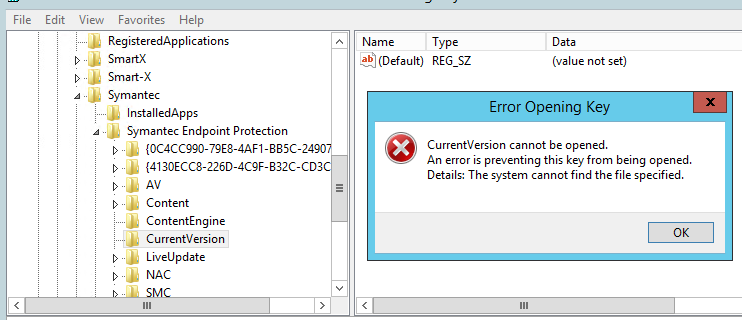 File Edit View Favorites Help
RegisteredApplications
SmartX
Smart-X
Symantec
InstalledApps
Symantec Endpoint Protection
{0C4CC990-79E8-4AF1-BB5C-24907
{4130ECC8-226D-4C9F-B32C-CD3C
AV
Content
ContentEngine
CurrentVersion
LiveUpdate
NAC
SMC
Name Type Data
ab (Default) REG_SZ (value not set)
Error Opening Key
CurrentVersion cannot be opened.
An error is preventing this key from being opened.
Details: The system cannot find the file specified.
OK